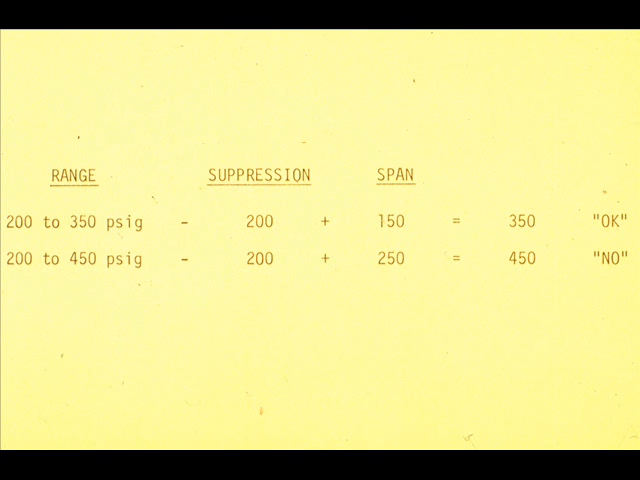 RANGE SUPPRESSION SPAN
200 to 350 psig - 200 + 150 = 350 "OK"
200 to 450 psig - 200 + 250 = 450 "NO"